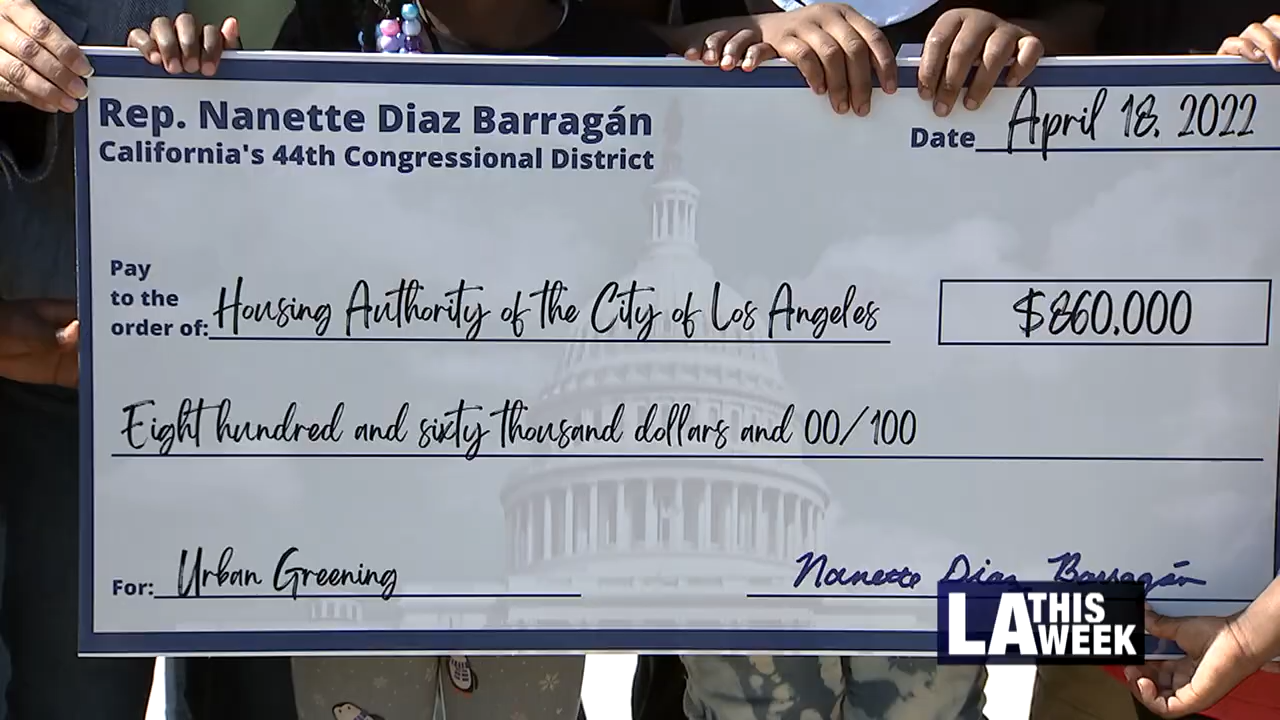 Rep. Nanette Diaz Barragán
California's 44th Congressional District
Date April 18, 2022
Pay
to the
order of: Housing Authority of the City of Los Angeles
$860,000
Eight hundred and sixty thousand dollars and 00/100
For: Urban Greening
Nanette Diaz Barragán
LA THIS
WEEK